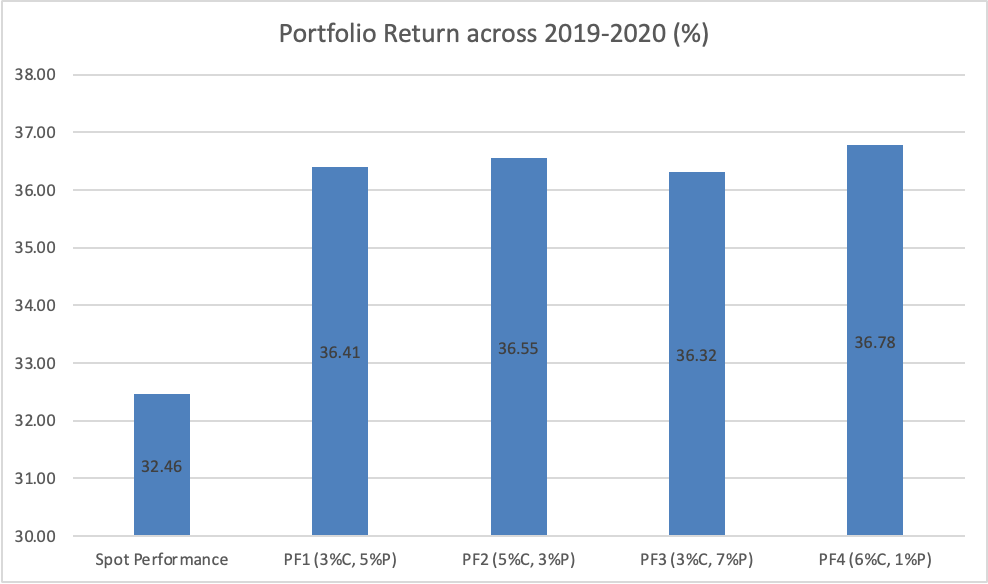 Portfolio Return across 2019-2020 (%)
38.00
37.00
36.00
35.00
34.00
33.00
32.00
31.00
30.00
32.46
36.41
36.55
36.32
36.78
Spot Performance
PF1 (3%C, 5%P)
PF2 (5%C, 3%P)
PF3 (3%C, 7%P)
PF4 (6%C, 1%P)